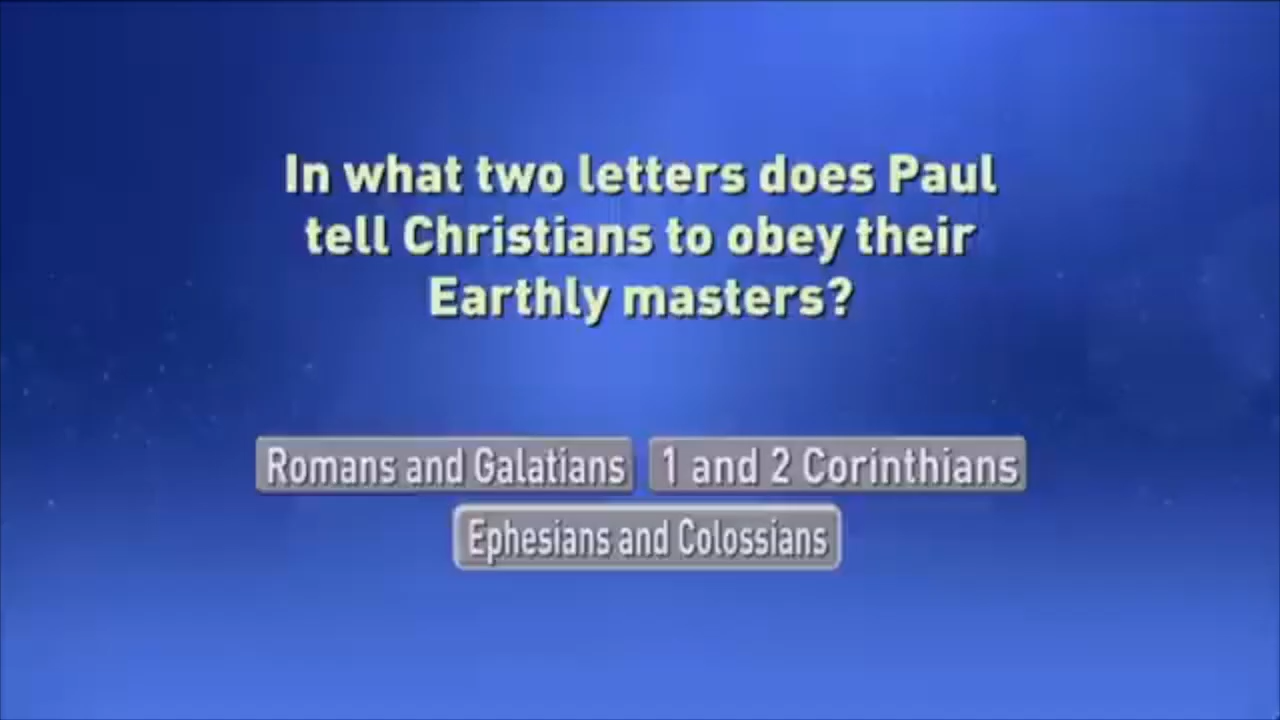 In what two letters does Paul
tell Christians to obey their
Earthly masters?
Romans and Galatians
1 and 2 Corinthians
Ephesians and Colossians